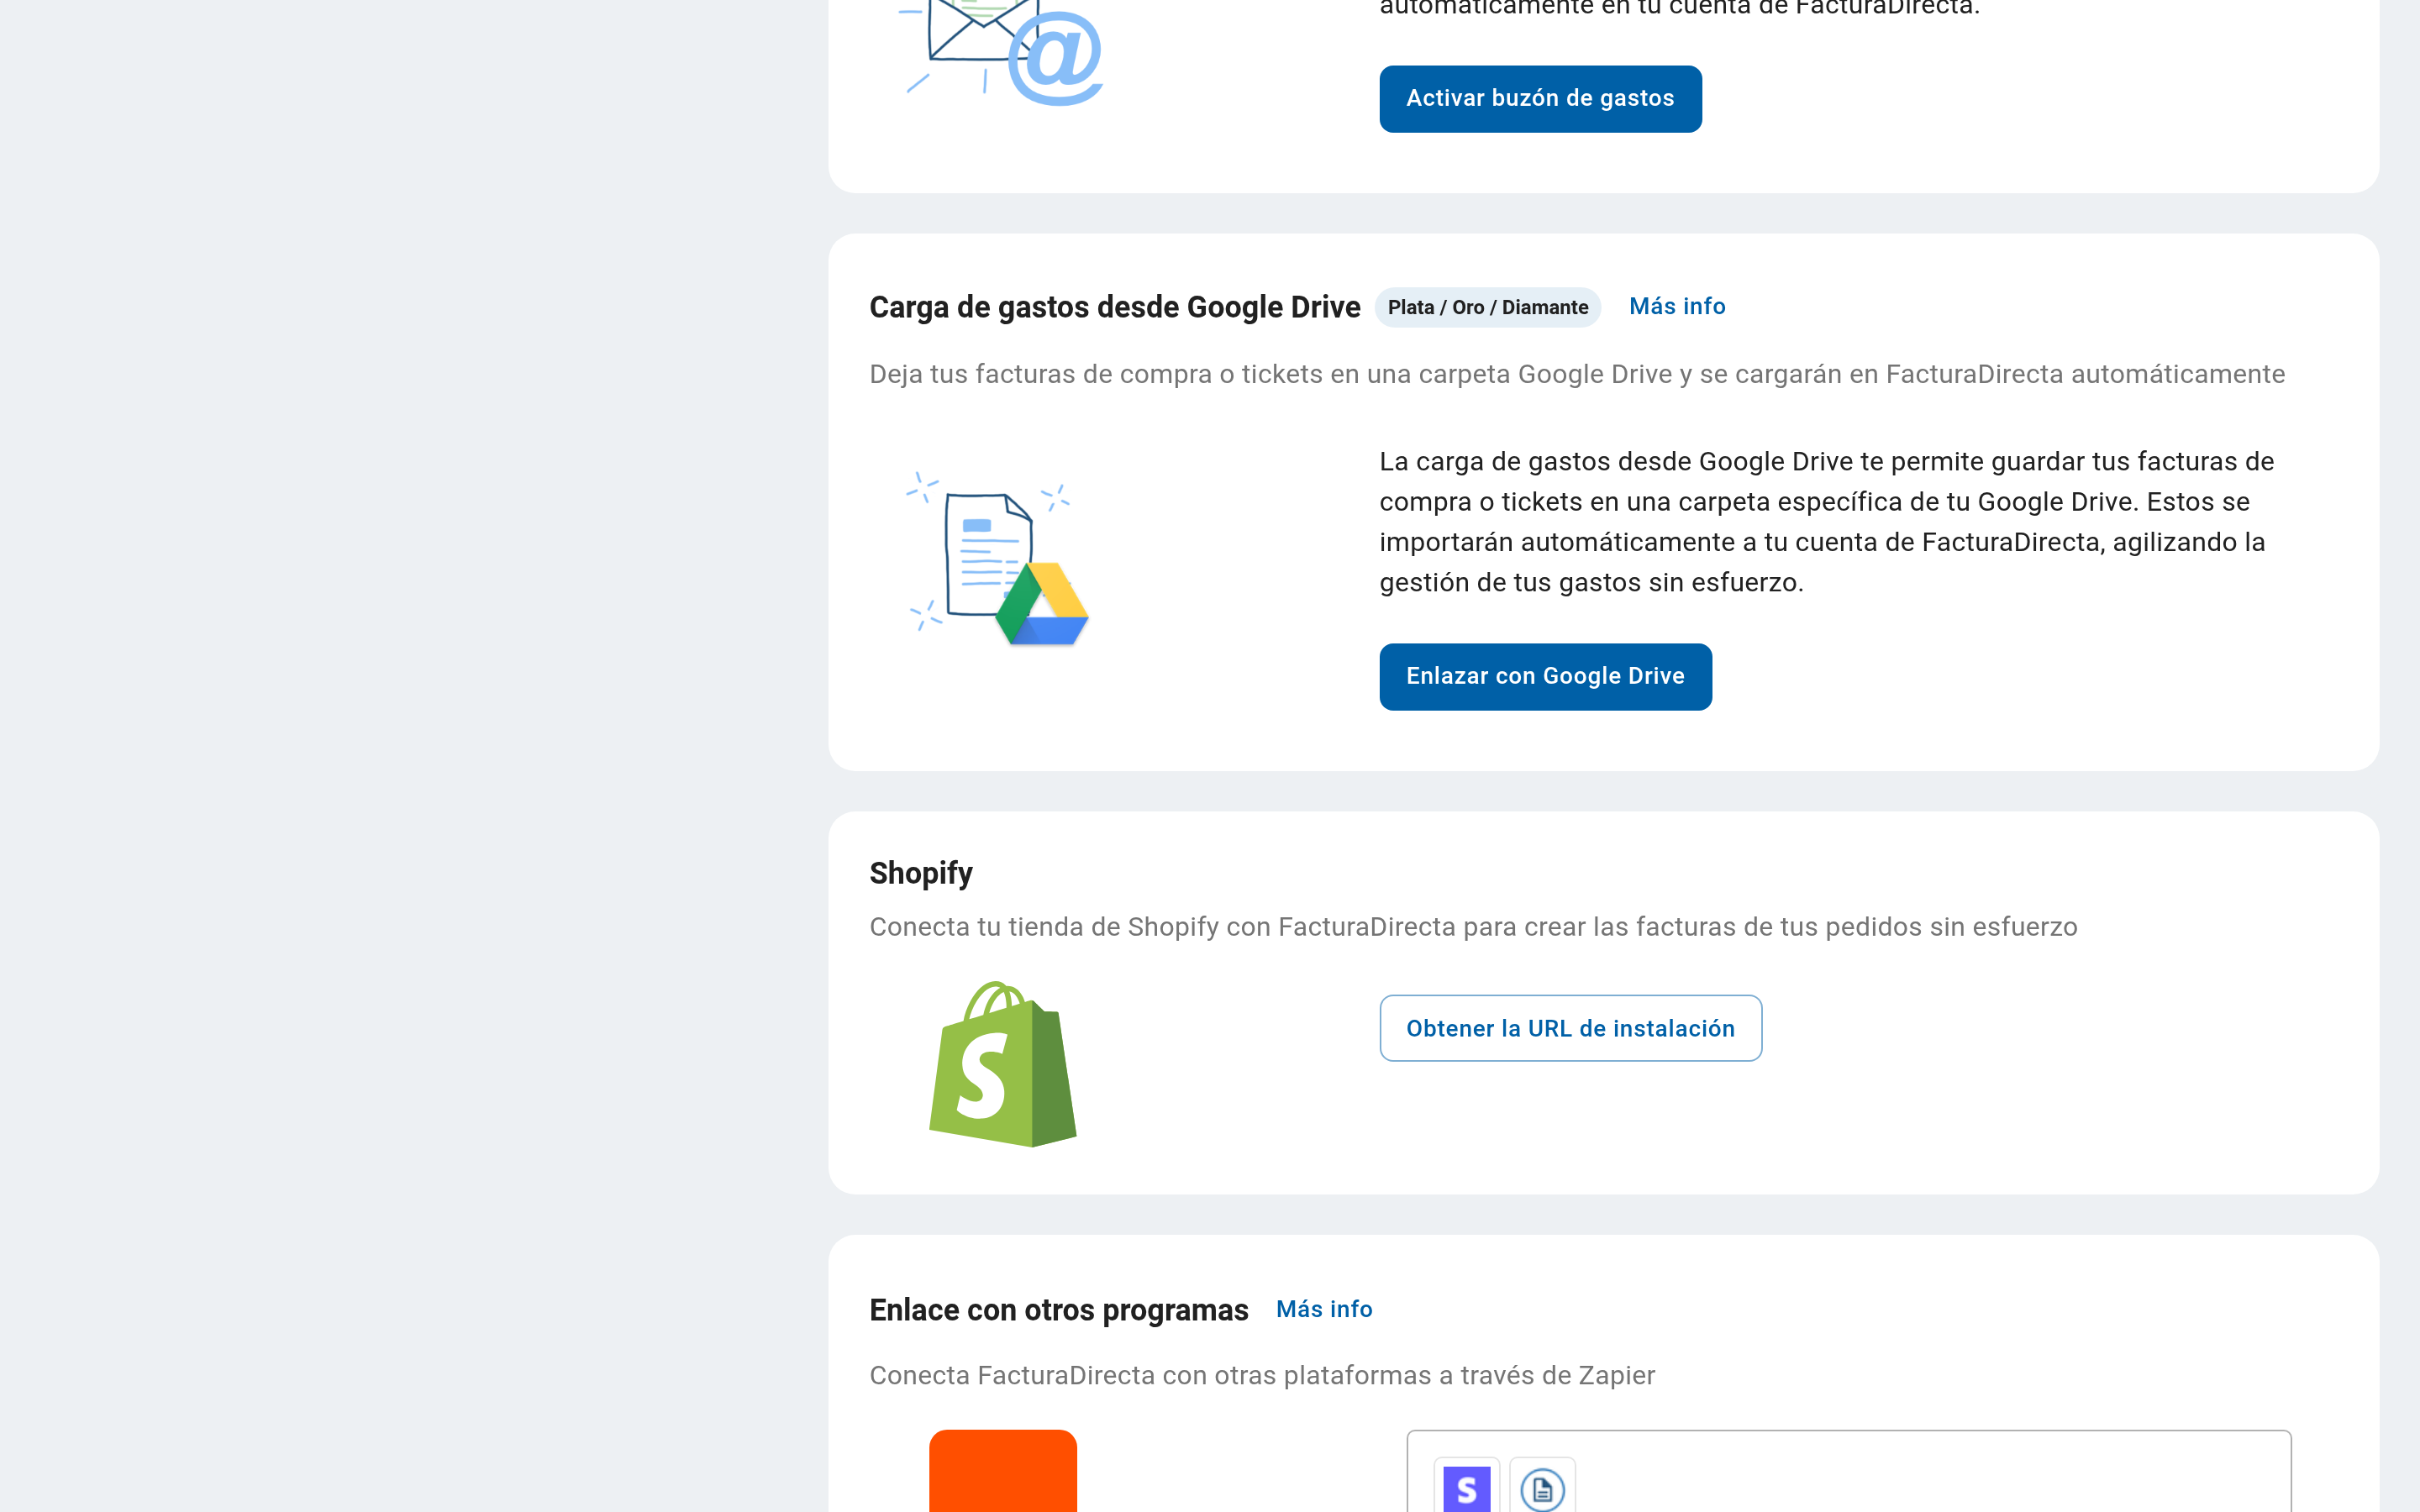 automáticamente en tu cuenta de FacturaDirecta.
@
Activar buzón de gastos
Carga de gastos desde Google Drive Plata / Oro / Diamante Más info
Deja tus facturas de compra o tickets en una carpeta Google Drive y se cargarán en FacturaDirecta automáticamente
La carga de gastos desde Google Drive te permite guardar tus facturas de
compra o tickets en una carpeta específica de tu Google Drive. Estos se
importarán automáticamente a tu cuenta de FacturaDirecta, agilizando la
gestión de tus gastos sin esfuerzo.
Enlazar con Google Drive
Shopify
Conecta tu tienda de Shopify con FacturaDirecta para crear las facturas de tus pedidos sin esfuerzo
S
Obtener la URL de instalación
Enlace con otros programas Más info
Conecta FacturaDirecta con otras plataformas a través de Zapier
S